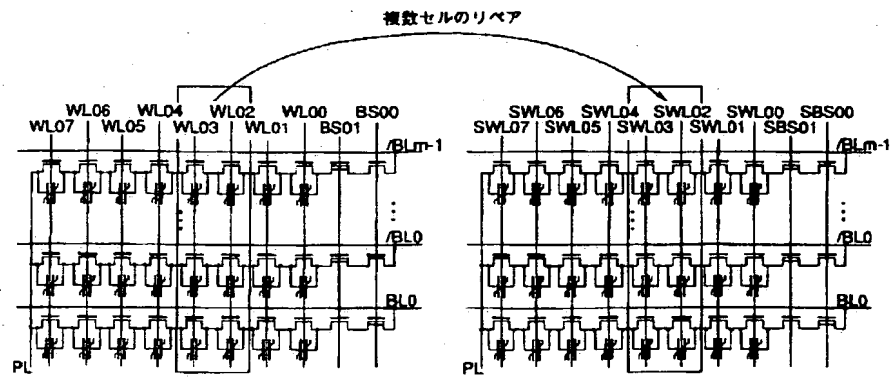 複数セルのリペア
WL06 WL04 WL02 WL00 BS00
WL07 WL05 WL03 WL01 BS01
SWL06 SWL04 SWL02 SWL00 SBS00
SWL07 SWL05 SWL03 SWL01 SBS01
/BLm-1
/BLm-1
/BL0
/BL0
BL0
BL0
PL
PL